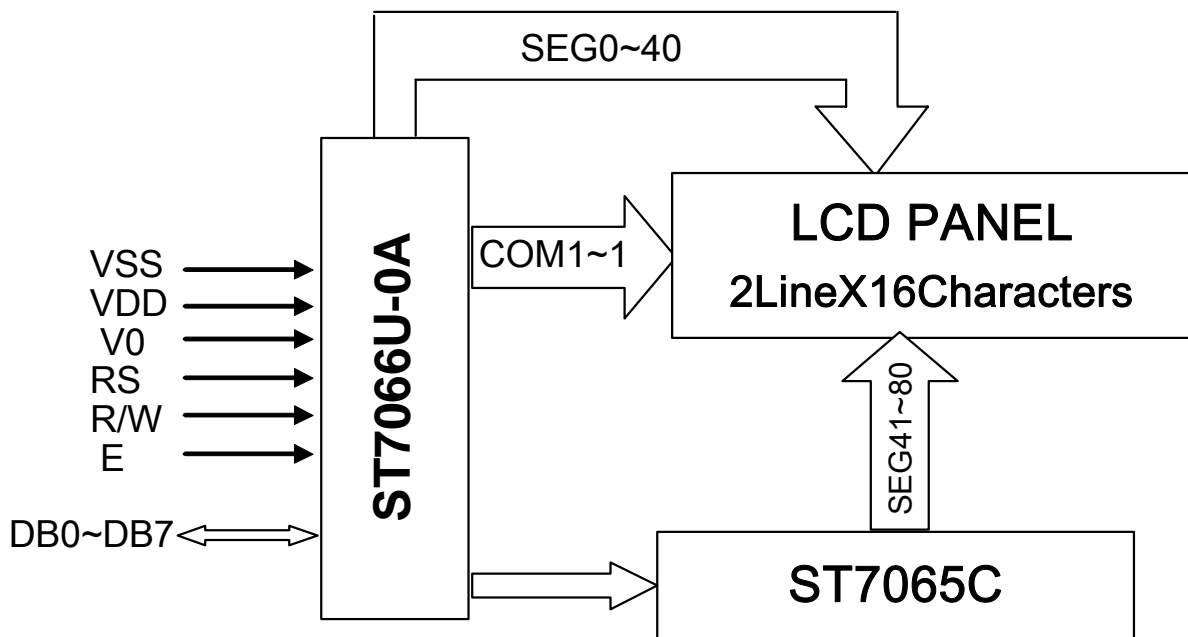 SEG0~40
ST7066U-0A
COM1~1
LCD PANEL
2LineX16Characters
VSS
VDD
V0
RS
R/W
E
DB0~DB7
SEG41~80
ST7065C